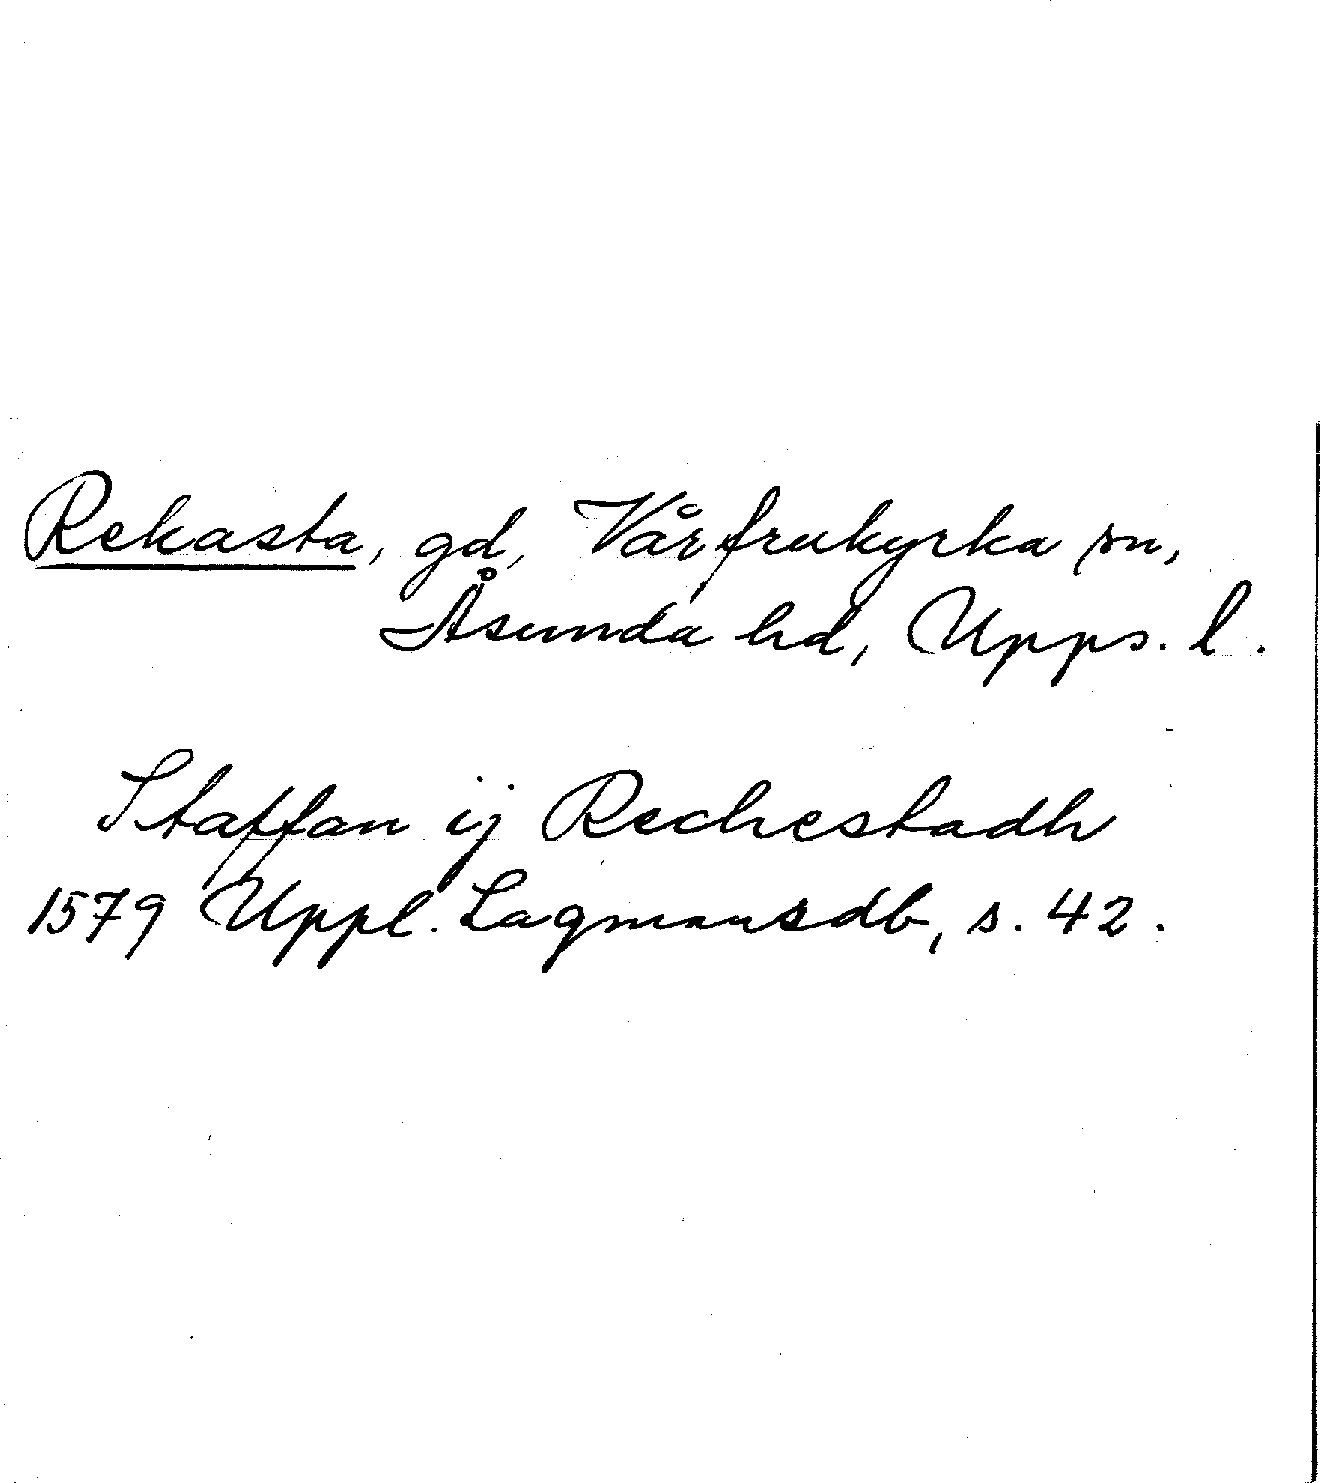 Rekasta, gd, Vårfrukyrka sn,
Åsunda hd, Upps. l.
Staffan ij Rechestadh
1579 Uppl. Lagmansdb, s. 42.